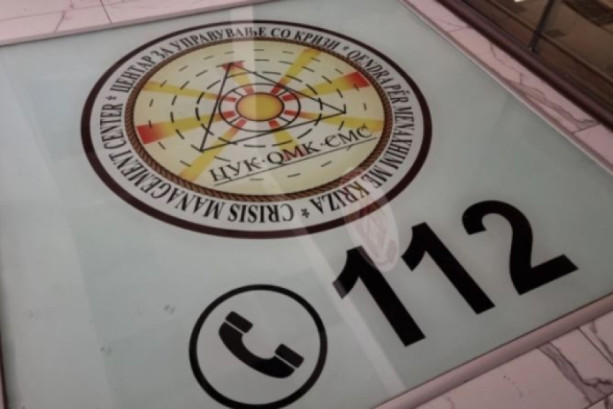 ЦЕНТАР ЗА УПРАВУВАЊЕ СО КРИЗИ * QENDRA PËR MENAXHIM ME KRIZA * CRISIS MANAGEMENT CENTER *
ЦУК·QMK·CMC
112